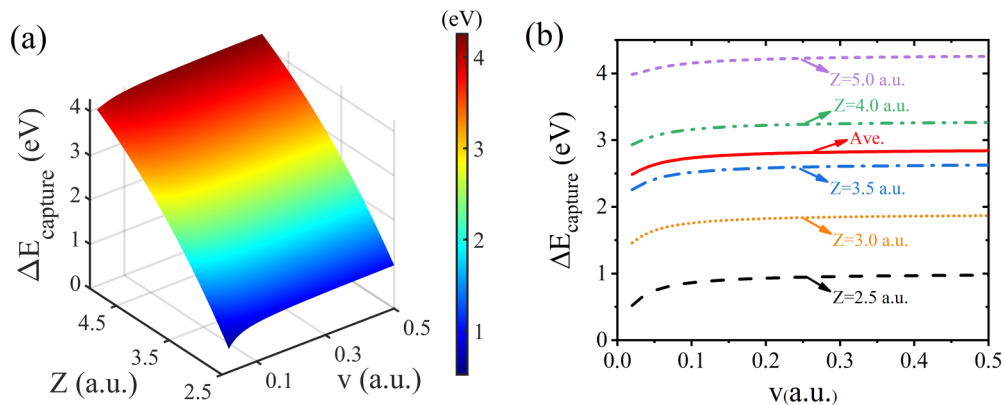 (a)
(eV)
4
3
2
1
ΔE_capture (eV)
4
3
2
1
0
4.5
3.5
2.5
Z (a.u.)
0.1
0.3
0.5
v (a.u.)
(b)
ΔE_capture (eV)
4
3
2
1
0
Z=5.0 a.u.
Z=4.0 a.u.
Ave.
Z=3.5 a.u.
Z=3.0 a.u.
Z=2.5 a.u.
0.0 0.1 0.2 0.3 0.4 0.5
v(a.u.)